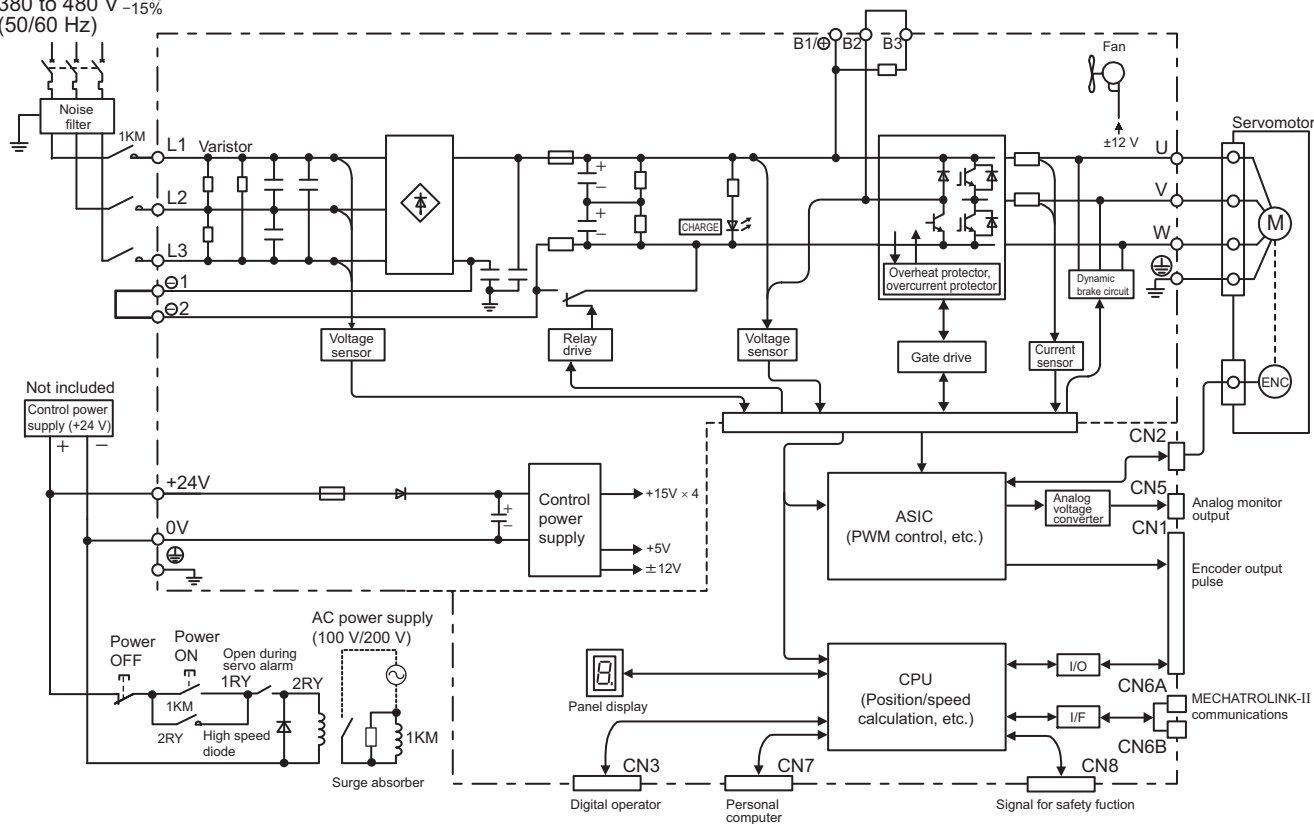 380 to 480 V –15%
(50/60 Hz)
B1/⊕ B2 B3
Fan
±12 V
Servomotor
Noise
filter
1KM
L1
Varistor
L2
L3
⊖1
⊖2
CHARGE
U
V
W
M
ENC
Overheat protector,
overcurrent protector
Dynamic
brake circuit
Voltage
sensor
Relay
drive
Voltage
sensor
Gate drive
Current
sensor
Not included
Control power
supply (+24 V)
+ –
+24V
0V
+
–
+
–
+
–
Control
power
supply
+15V × 4
+5V
±12V
ASIC
(PWM control, etc.)
Analog
voltage
converter
CN2
CN5
Analog monitor
output
CN1
Encoder output
pulse
Power
OFF
Power
ON
Open during
servo alarm
1RY
2RY
1KM
2RY
High speed
diode
AC power supply
(100 V/200 V)
1KM
Surge absorber
8.
Panel display
CPU
(Position/speed
calculation, etc.)
I/O
I/F
CN6A
MECHATROLINK-II
communications
CN6B
CN3
Digital operator
CN7
Personal
computer
CN8
Signal for safety fuction